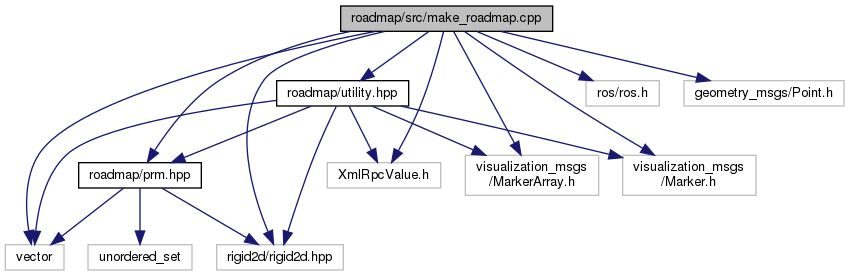 roadmap/src/make_roadmap.cpp
roadmap/utility.hpp
ros/ros.h
geometry_msgs/Point.h
roadmap/prm.hpp
XmlRpcValue.h
visualization_msgs
/MarkerArray.h
visualization_msgs
/Marker.h
vector
unordered_set
rigid2d/rigid2d.hpp